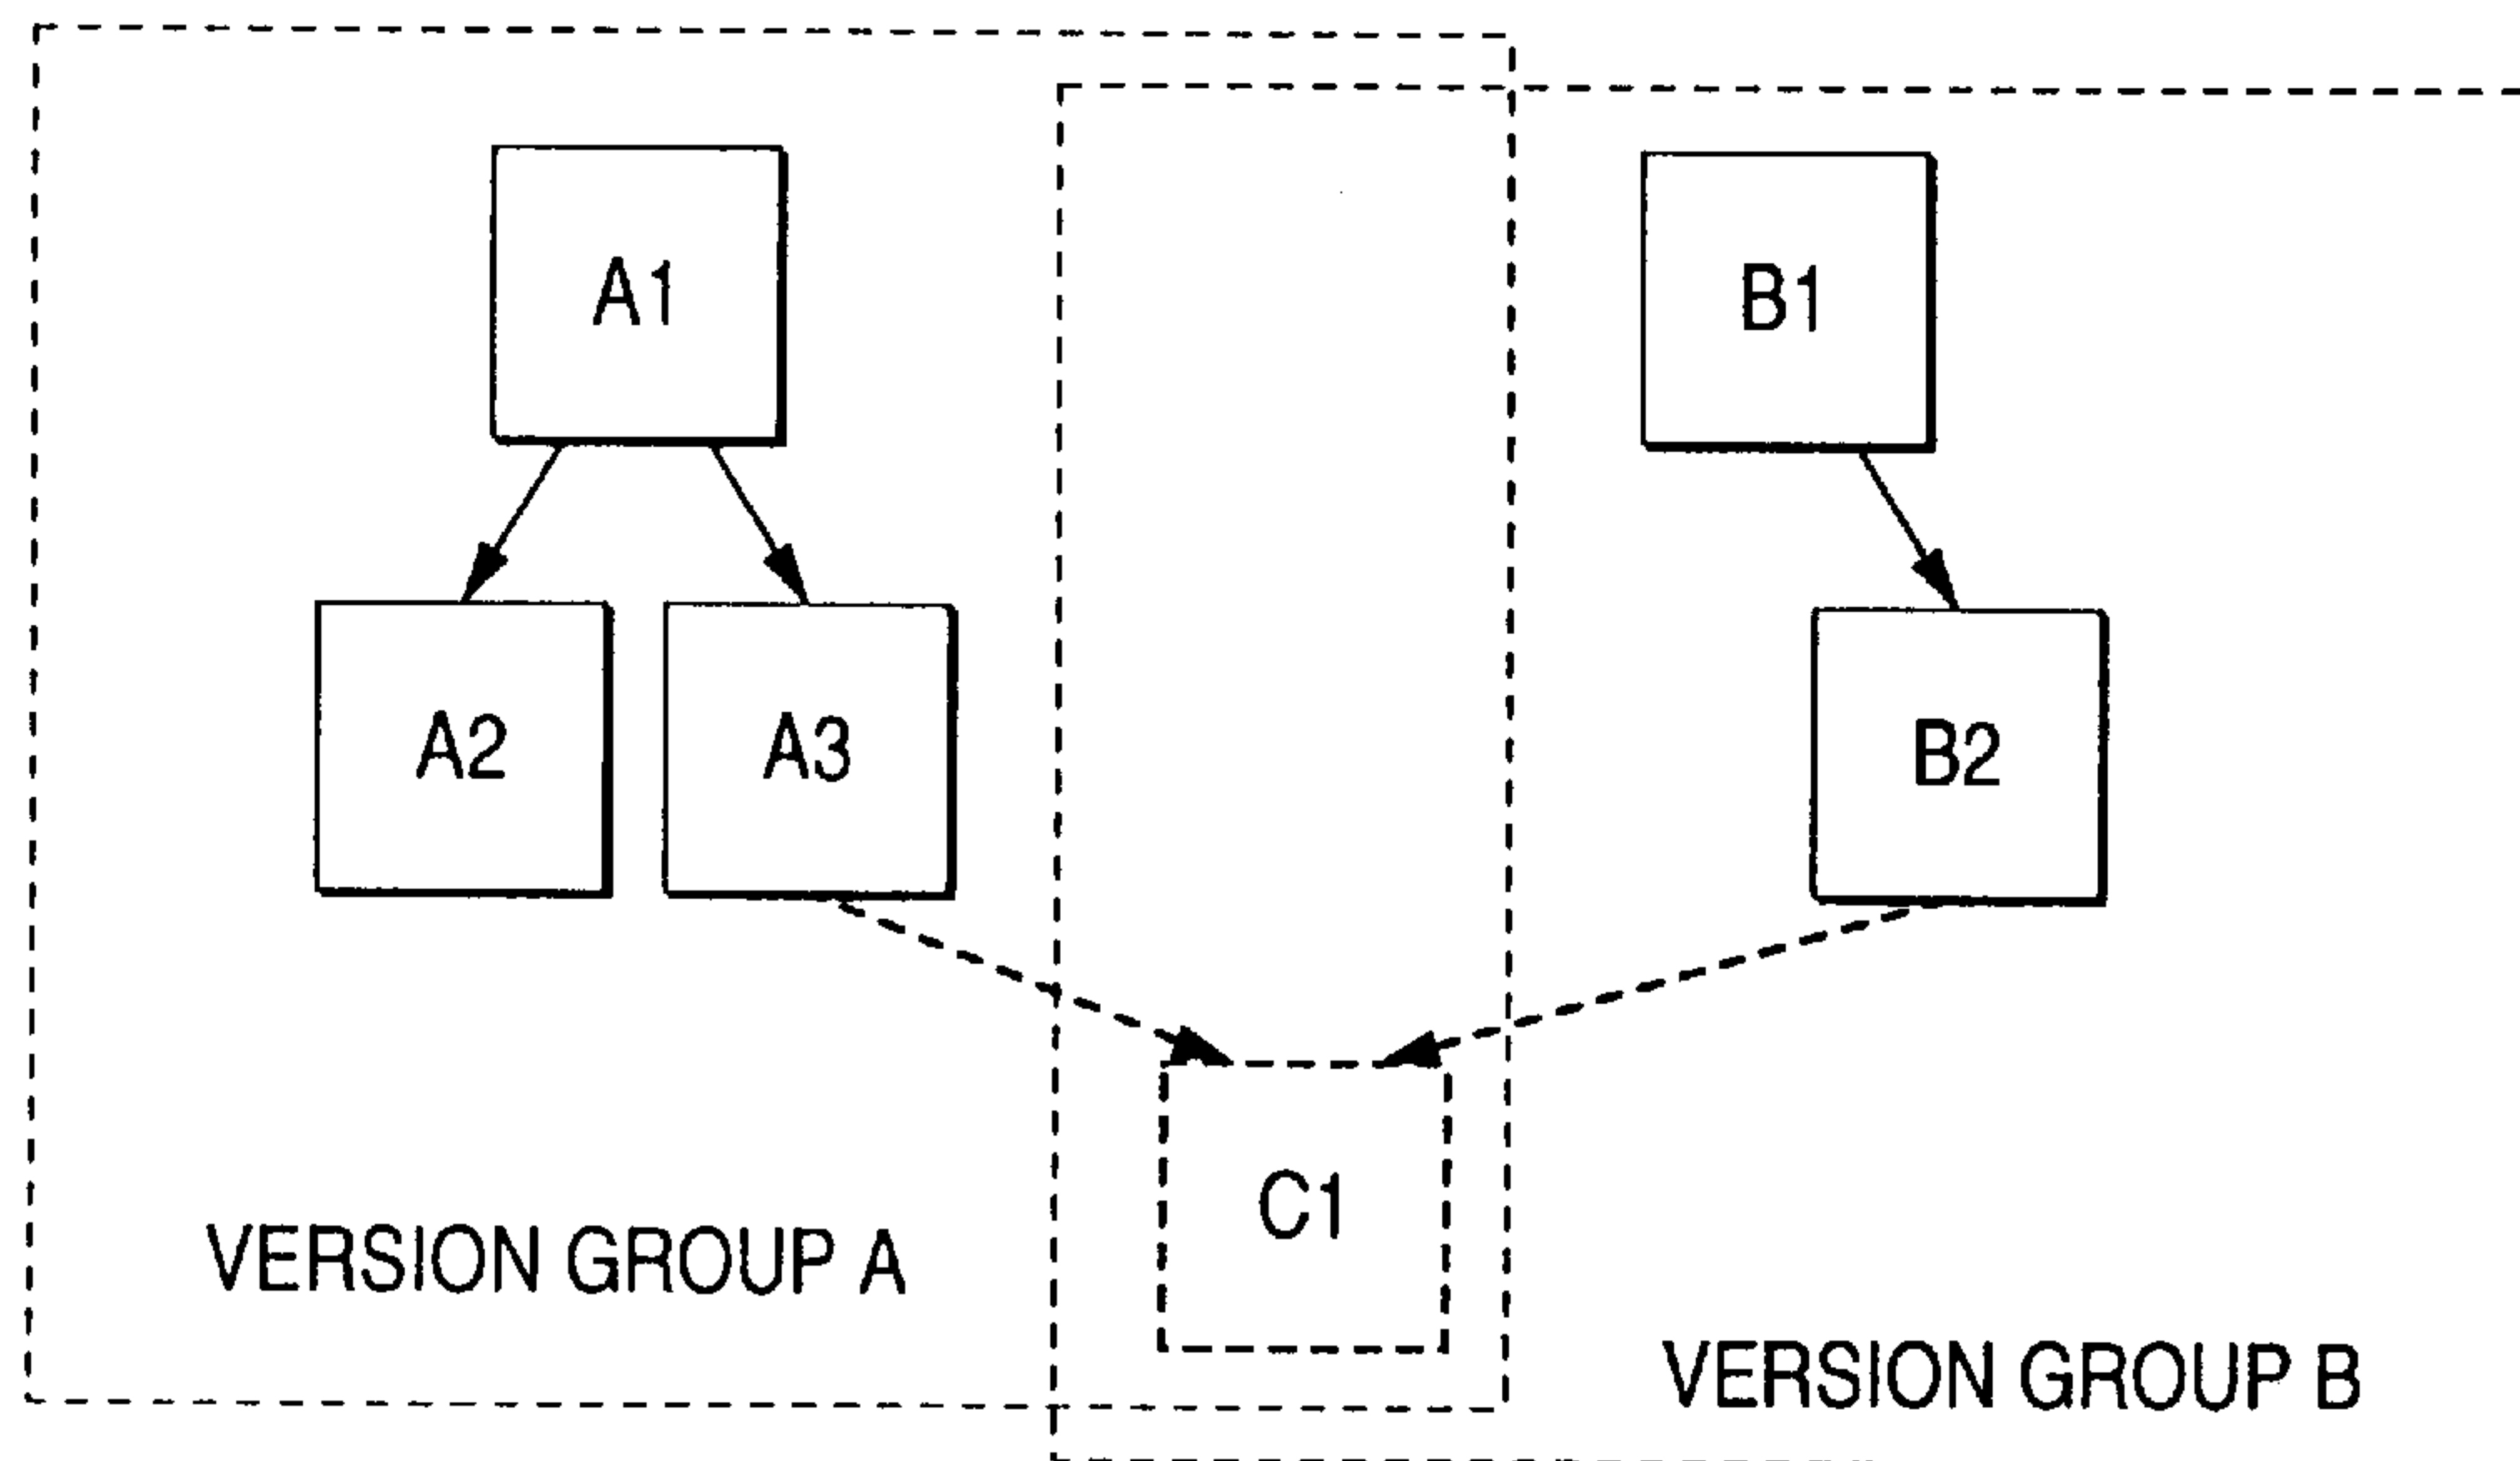 A1
B1
A2
A3
B2
C1
VERSION GROUP A
VERSION GROUP B